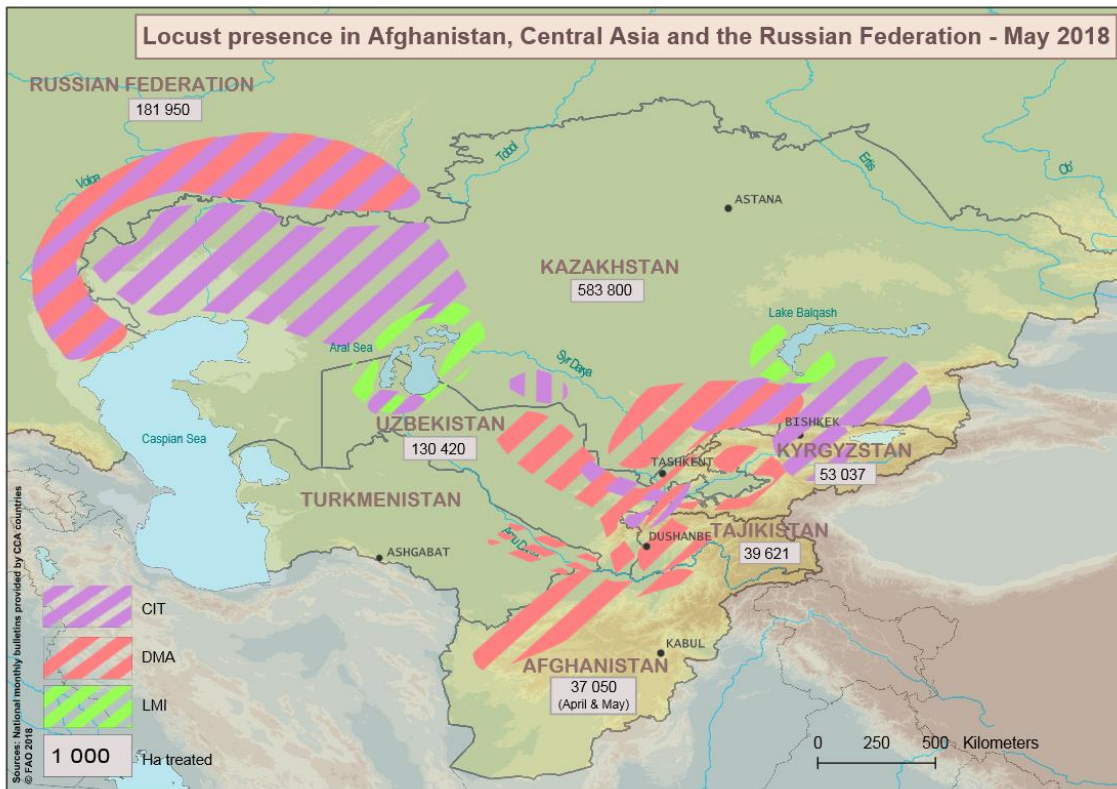 Locust presence in Afghanistan, Central Asia and the Russian Federation - May 2018
RUSSIAN FEDERATION
181 950
Volga
Tobol
Ertis
Ob'
ASTANA
KAZAKHSTAN
583 800
Lake Balqash
Aral Sea
Syr Darya
Caspian Sea
UZBEKISTAN
130 420
BISHKEK
KYRGYZSTAN
53 037
TASHKENT
TURKMENISTAN
TAJIKISTAN
39 621
DUSHANBE
Amu Darya
ASHGABAT
KABUL
AFGHANISTAN
37 050
(April & May)
CIT
DMA
LMI
1 000 Ha treated
0 250 500 Kilometers
Sources: National monthly bulletins provided by CCA countries
© FAO 2018